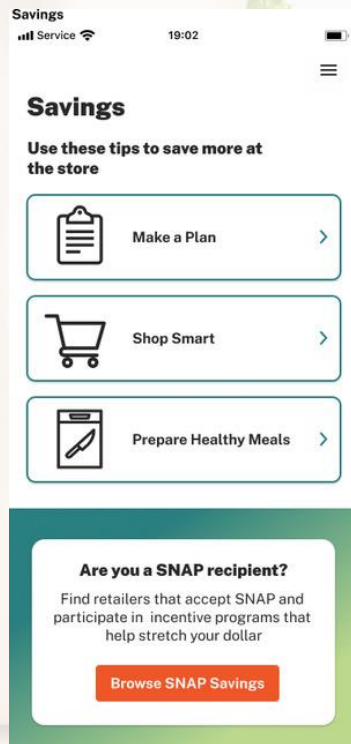 Savings
Service 19:02
Savings
Use these tips to save more at
the store
Make a Plan
Shop Smart
Prepare Healthy Meals
Are you a SNAP recipient?
Find retailers that accept SNAP and
participate in incentive programs that
help stretch your dollar
Browse SNAP Savings